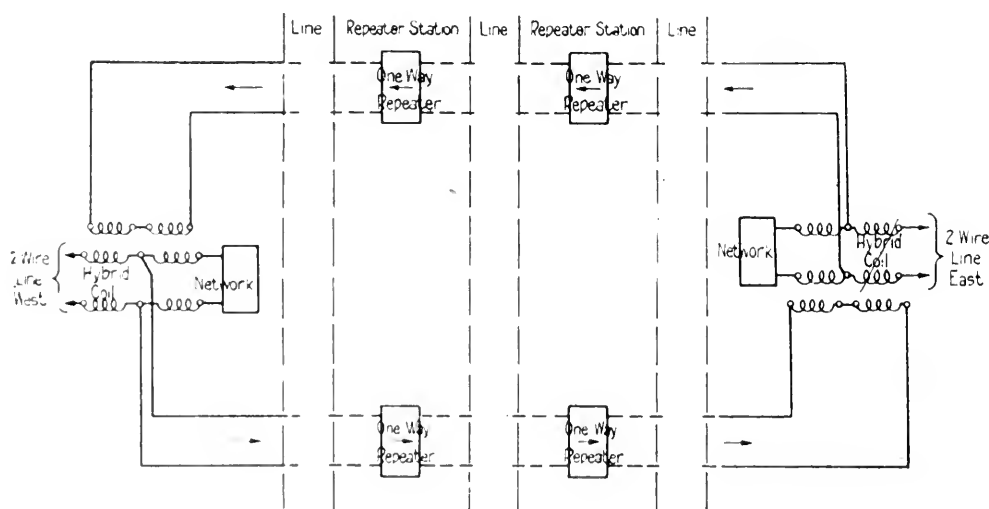 Line
Repeater Station
Line
Repeater Station
Line
One Way
Repeater
One Way
Repeater
2 Wire
Line
West
Hybrid
Coil
Network
Network
Hybrid
Coil
2 Wire
Line
East
One Way
Repeater
One Way
Repeater